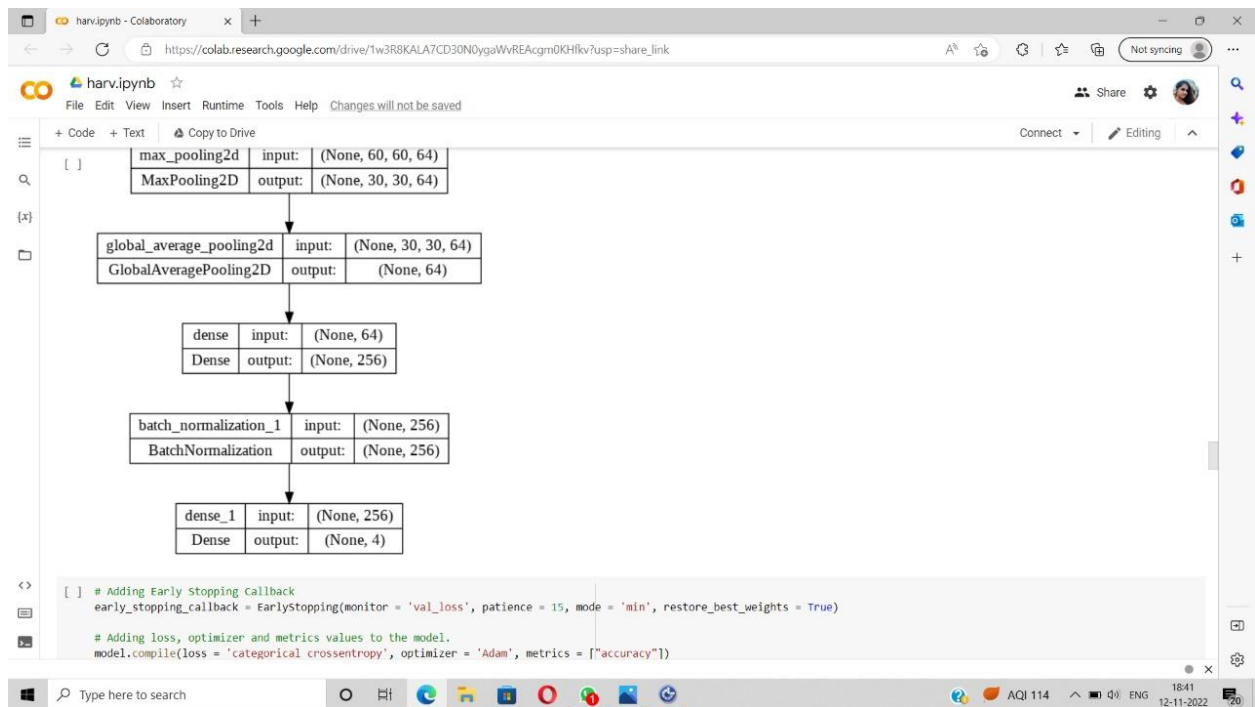 harv.ipynb - Colaboratory
https://colab.research.google.com/drive/1w3R8KALA7CD30N0ygaWvREAcgm0KHfkv?usp=share_link
Not syncing
harv.ipynb
File Edit View Insert Runtime Tools Help Changes will not be saved
Share
+ Code + Text Copy to Drive
Connect
Editing
[ ]
max_pooling2d input: (None, 60, 60, 64)
MaxPooling2D output: (None, 30, 30, 64)
{x}
global_average_pooling2d input: (None, 30, 30, 64)
GlobalAveragePooling2D output: (None, 64)
dense input: (None, 64)
Dense output: (None, 256)
batch_normalization_1 input: (None, 256)
BatchNormalization output: (None, 256)
dense_1 input: (None, 256)
Dense output: (None, 4)
[ ] # Adding Early Stopping Callback
early_stopping_callback = EarlyStopping(monitor = 'val_loss', patience = 15, mode = 'min', restore_best_weights = True)
# Adding loss, optimizer and metrics values to the model.
model.compile(loss = 'categorical_crossentropy', optimizer = 'Adam', metrics = ["accuracy"])
Type here to search
AQI 114
ENG
18:41
12-11-2022
20